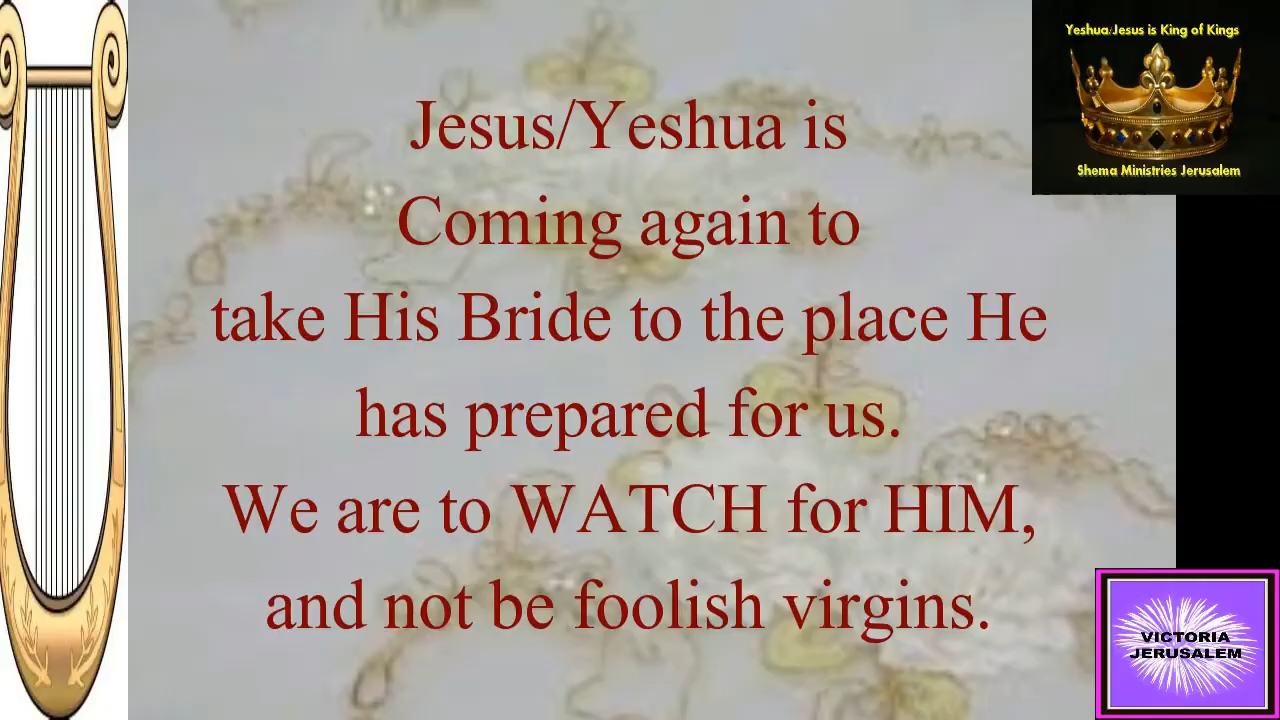 Yeshua/Jesus is King of Kings
Shema Ministries Jerusalem
Jesus/Yeshua is
Coming again to
take His Bride to the place He
has prepared for us.
We are to WATCH for HIM,
and not be foolish virgins.
VICTORIA
JERUSALEM